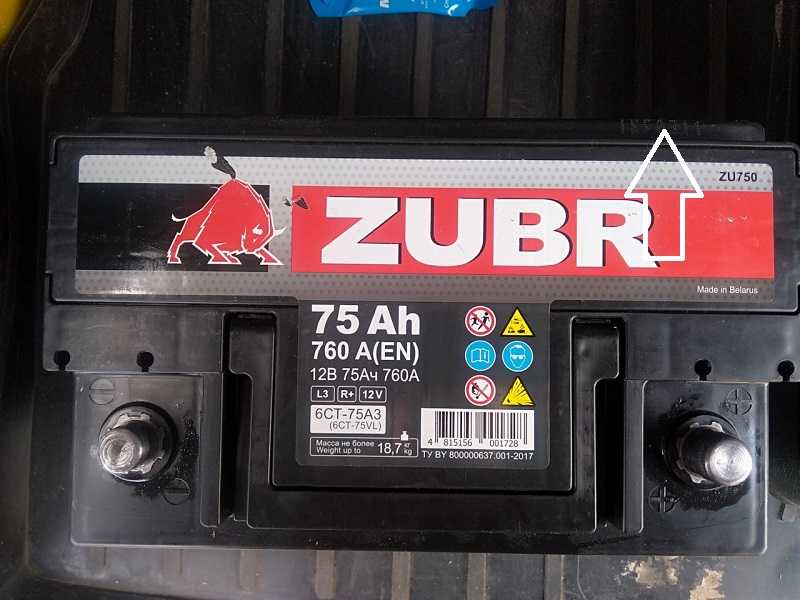 ZU750
ZUBR
Made in Belarus
75 Ah
760 A(EN)
12В 75Ач 760А
L3 R+ 12V
6СТ-75А3
(6СТ-75VL)
Масса не более
Weight up to 18,7 кг kg
4 815156 001728
ТУ BY 800000637.001-2017